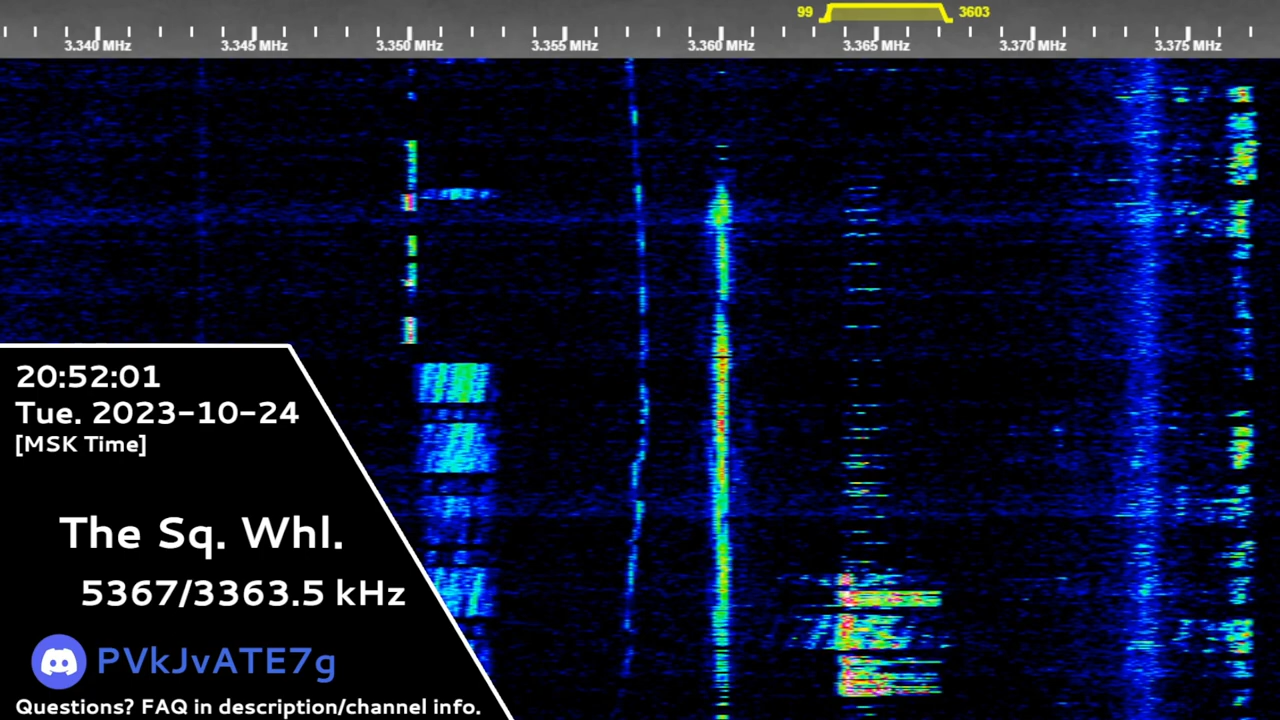 99 3603
3.340 MHz 3.345 MHz 3.350 MHz 3.355 MHz 3.360 MHz 3.365 MHz 3.370 MHz 3.375 MHz
20:52:01
Tue. 2023-10-24
[MSK Time]
The Sq. Whl.
5367/3363.5 kHz
PVkJvATE7g
Questions? FAQ in description/channel info.